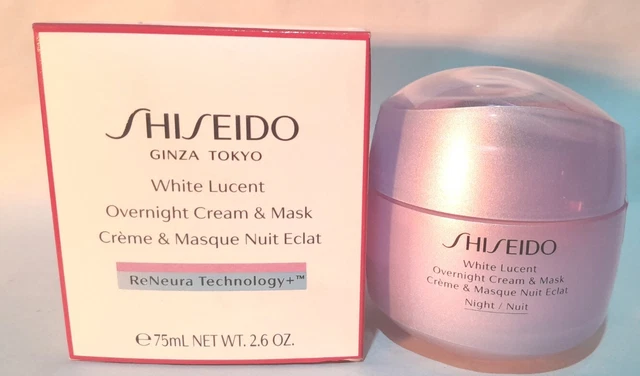 SHISEIDO
GINZA TOKYO
White Lucent
Overnight Cream & Mask
Crème & Masque Nuit Eclat
ReNeura Technology+™
℮75mL NET WT. 2.6 OZ.
SHISEIDO
White Lucent
Overnight Cream & Mask
Crème & Masque Nuit Eclat
Night / Nuit